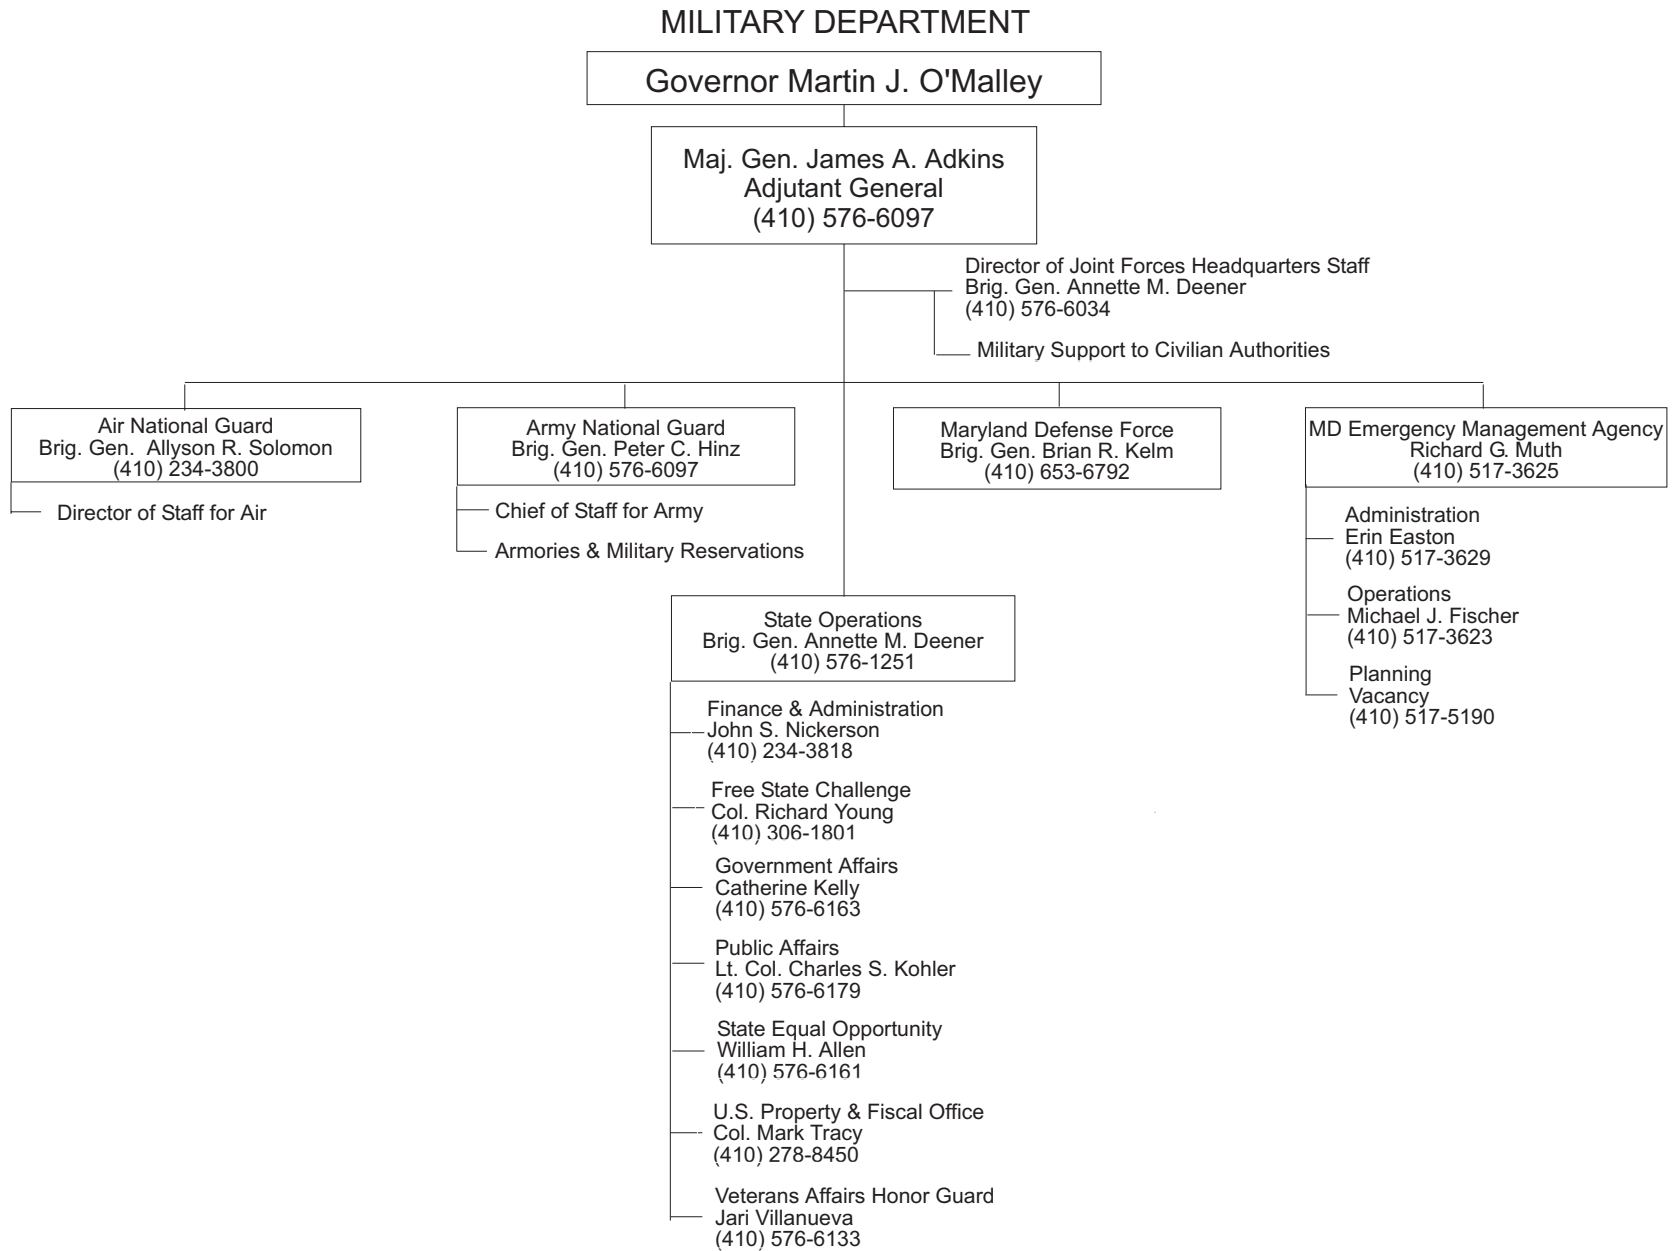 MILITARY DEPARTMENT
Governor Martin J. O'Malley
Maj. Gen. James A. Adkins
Adjutant General
(410) 576-6097
Director of Joint Forces Headquarters Staff
Brig. Gen. Annette M. Deener
(410) 576-6034
Military Support to Civilian Authorities
Air National Guard
Brig. Gen. Allyson R. Solomon
(410) 234-3800
Director of Staff for Air
Army National Guard
Brig. Gen. Peter C. Hinz
(410) 576-6097
Chief of Staff for Army
Armories & Military Reservations
Maryland Defense Force
Brig. Gen. Brian R. Kelm
(410) 653-6792
MD Emergency Management Agency
Richard G. Muth
(410) 517-3625
Administration
Erin Easton
(410) 517-3629
Operations
Michael J. Fischer
(410) 517-3623
Planning
Vacancy
(410) 517-5190
State Operations
Brig. Gen. Annette M. Deener
(410) 576-1251
Finance & Administration
John S. Nickerson
(410) 234-3818
Free State Challenge
Col. Richard Young
(410) 306-1801
Government Affairs
Catherine Kelly
(410) 576-6163
Public Affairs
Lt. Col. Charles S. Kohler
(410) 576-6179
State Equal Opportunity
William H. Allen
(410) 576-6161
U.S. Property & Fiscal Office
Col. Mark Tracy
(410) 278-8450
Veterans Affairs Honor Guard
Jari Villanueva
(410) 576-6133